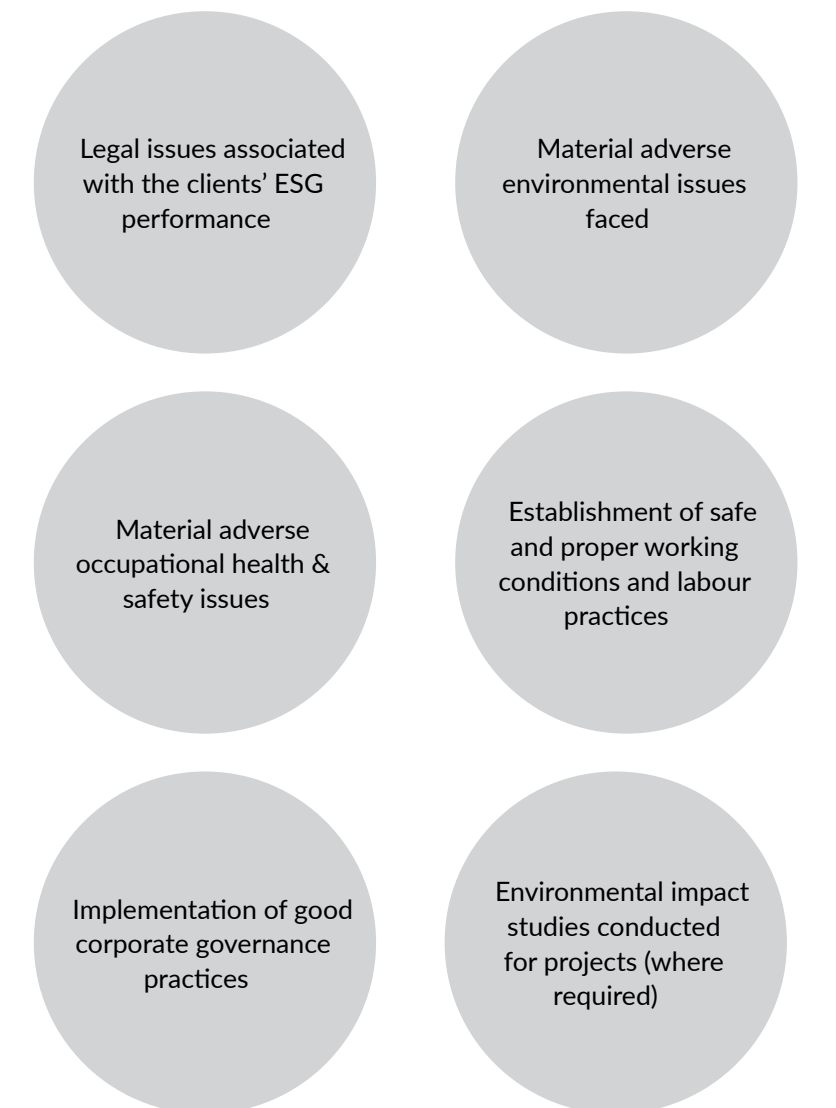 Legal issues associated
with the clients’ ESG
performance
Material adverse
environmental issues
faced
Material adverse
occupational health &
safety issues
Establishment of safe
and proper working
conditions and labour
practices
Implementation of good
corporate governance
practices
Environmental impact
studies conducted
for projects (where
required)